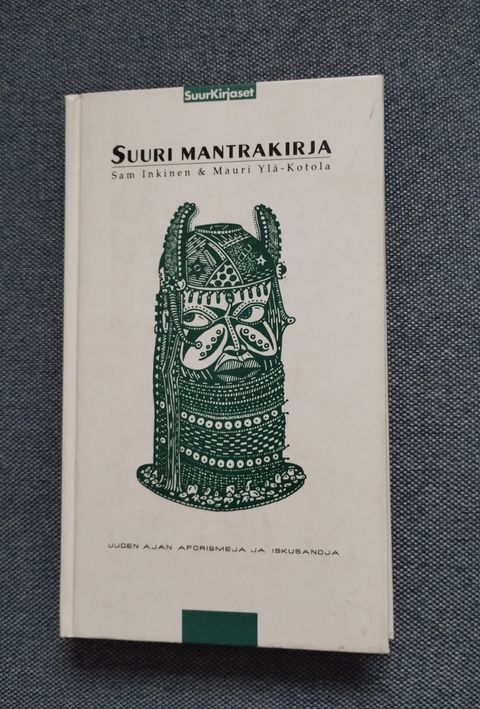 SuurKirjaset
SUURI MANTRAKIRJA
Sam Inkinen & Mauri Ylä-Kotola
UUDEN AJAN AFORISMEJA JA ISKUSANOJA